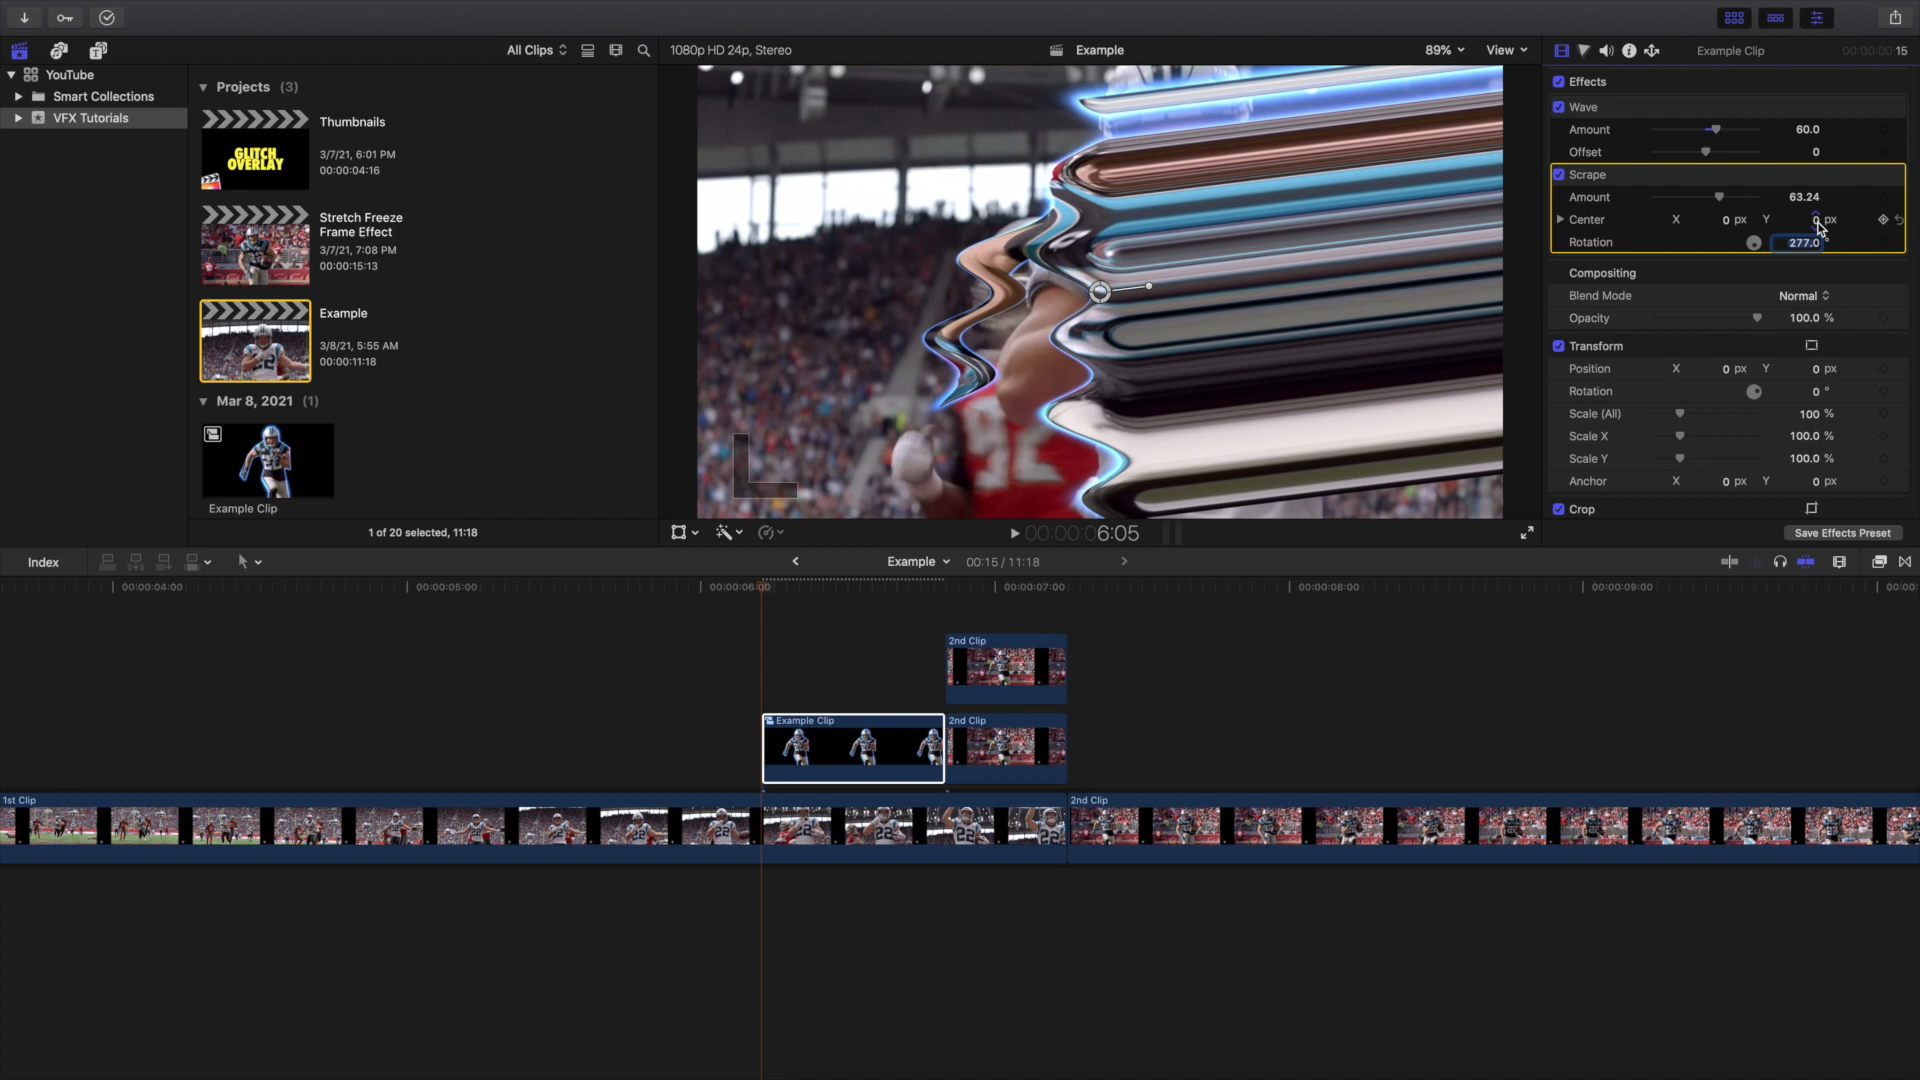 All Clips
1080p HD 24p, Stereo
Example
89%
View
Example Clip
00:00:00:15
YouTube
Smart Collections
VFX Tutorials
Projects (3)
Thumbnails
3/7/21, 6:01 PM
00:00:04:16
GLITCH
OVERLAY
Stretch Freeze
Frame Effect
3/7/21, 7:08 PM
00:00:15:13
Example
3/8/21, 5:55 AM
00:00:11:18
Mar 8, 2021 (1)
Example Clip
1 of 20 selected, 11:18
92
00:00:06:05
Effects
Wave
Amount 60.0
Offset 0
Scrape
Amount 63.24
Center X 0 px Y 0 px
Rotation 277.0 °
Compositing
Blend Mode Normal
Opacity 100.0 %
Transform
Position X 0 px Y 0 px
Rotation 0 °
Scale (All) 100 %
Scale X 100.0 %
Scale Y 100.0 %
Anchor X 0 px Y 0 px
Crop
Save Effects Preset
Index
Example
00:15 / 11:18
00:00:04:00
00:00:05:00
00:00:06:00
00:00:07:00
00:00:08:00
00:00:09:00
00:00:
2nd Clip
Example Clip
2nd Clip
1st Clip
2nd Clip